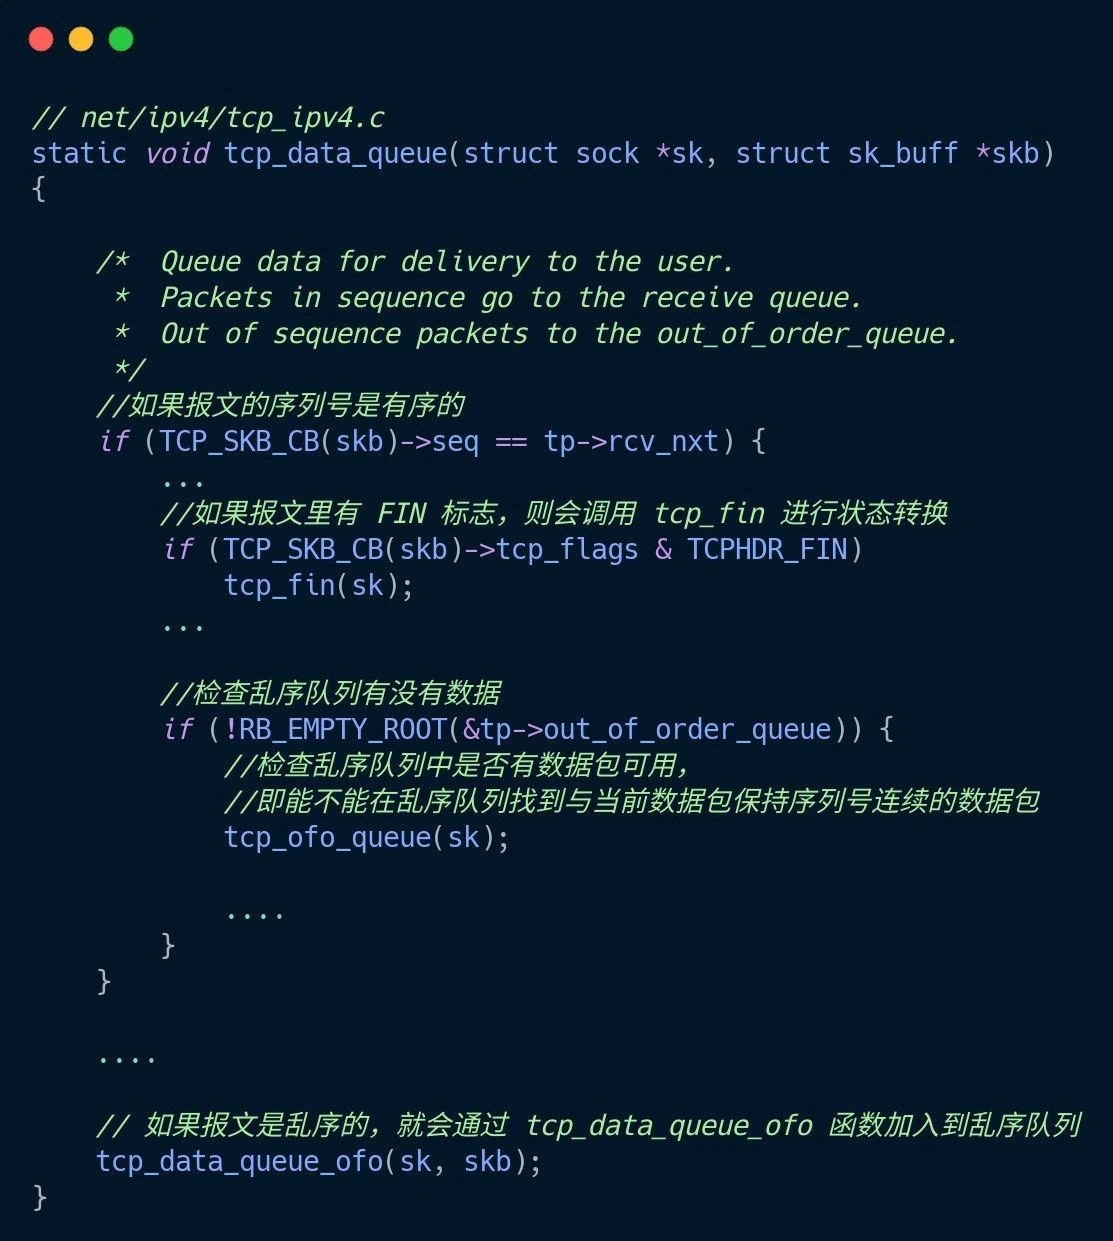 // net/ipv4/tcp_ipv4.c
static void tcp_data_queue(struct sock *sk, struct sk_buff *skb)
{
/*  Queue data for delivery to the user.
*  Packets in sequence go to the receive queue.
*  Out of sequence packets to the out_of_order_queue.
*/
//如果报文的序列号是有序的
if (TCP_SKB_CB(skb)->seq == tp->rcv_nxt) {
...
//如果报文里有 FIN 标志，则会调用 tcp_fin 进行状态转换
if (TCP_SKB_CB(skb)->tcp_flags & TCPHDR_FIN)
tcp_fin(sk);
...
//检查乱序队列有没有数据
if (!RB_EMPTY_ROOT(&tp->out_of_order_queue)) {
//检查乱序队列中是否有数据包可用，
//即能不能在乱序队列找到与当前数据包保持序列号连续的数据包
tcp_ofo_queue(sk);
....
}
}
....
// 如果报文是乱序的，就会通过 tcp_data_queue_ofo 函数加入到乱序队列
tcp_data_queue_ofo(sk, skb);
}